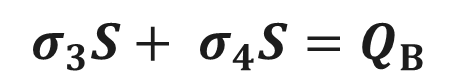 σ₃S + σ₄S = Q_B